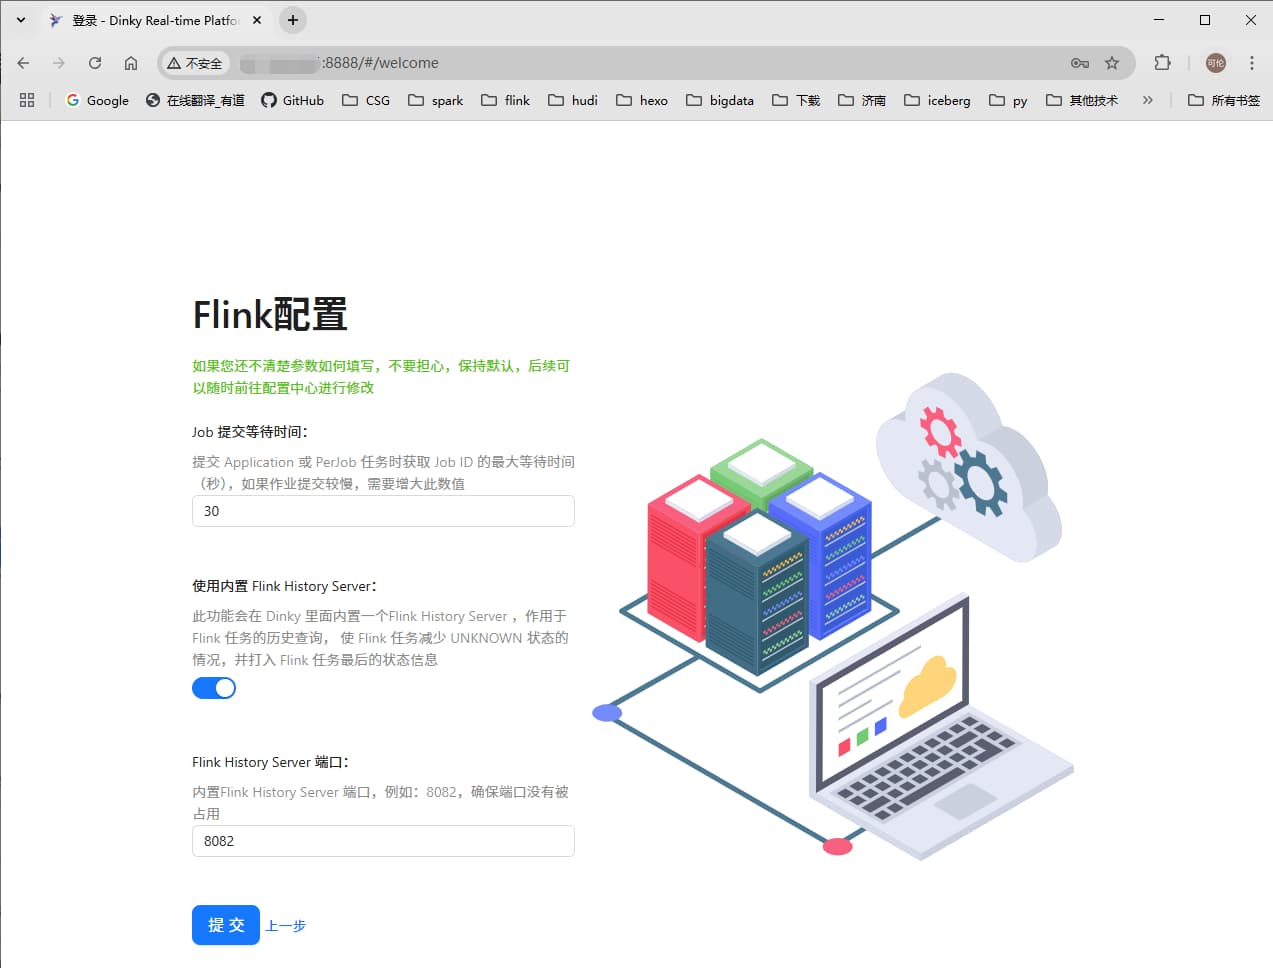 登录 - Dinky Real-time Platfo
不安全
:8888/#/welcome
可伦
Google
在线翻译_有道
GitHub
CSG
spark
flink
hudi
hexo
bigdata
下载
济南
iceberg
py
其他技术
所有书签
Flink配置
如果您还不清楚参数如何填写，不要担心，保持默认，后续可
以随时前往配置中心进行修改
Job 提交等待时间：
提交 Application 或 PerJob 任务时获取 Job ID 的最大等待时间
（秒），如果作业提交较慢，需要增大此数值
30
使用内置 Flink History Server：
此功能会在 Dinky 里面内置一个Flink History Server ，作用于
Flink 任务的历史查询， 使 Flink 任务减少 UNKNOWN 状态的
情况，并打入 Flink 任务最后的状态信息
Flink History Server 端口：
内置Flink History Server 端口，例如：8082，确保端口没有被
占用
8082
提 交
上一步